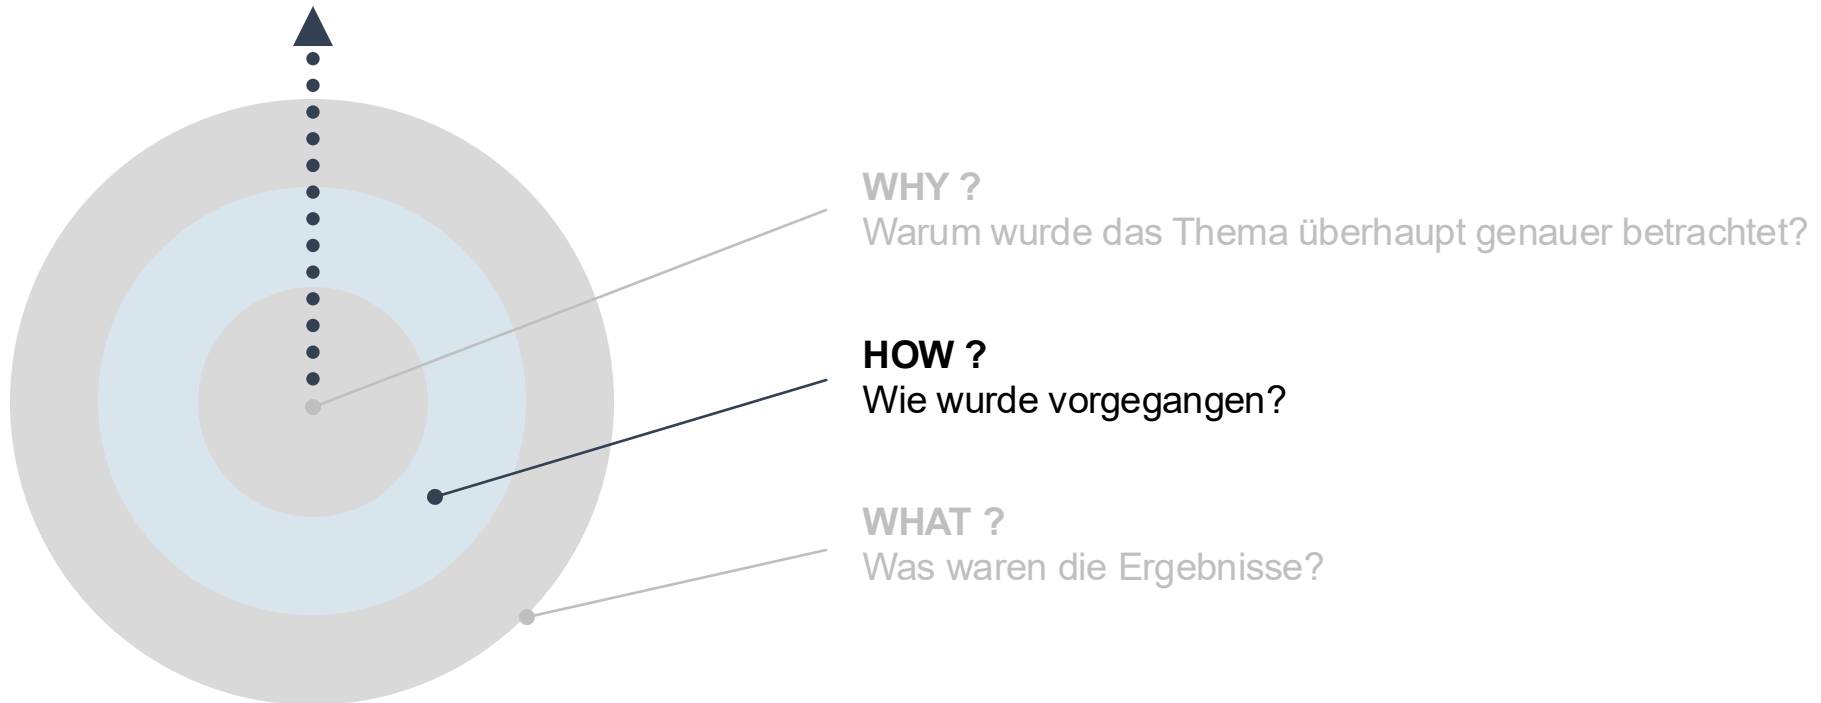 WHY ?
Warum wurde das Thema überhaupt genauer betrachtet?
HOW ?
Wie wurde vorgegangen?
WHAT ?
Was waren die Ergebnisse?